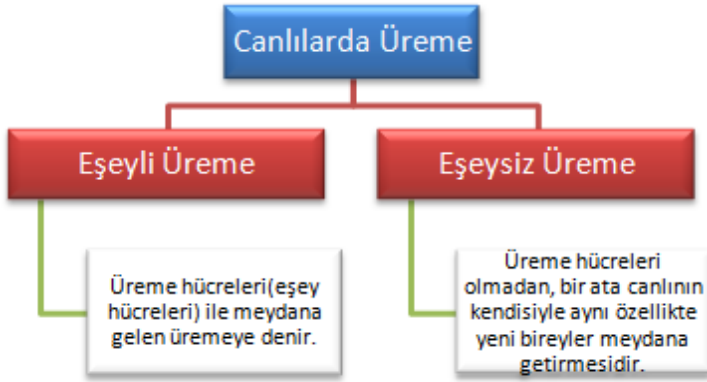 Canlılarda Üreme
Eşeyli Üreme
Eşeysiz Üreme
Üreme hücreleri(eşey
hücreleri) ile meydana
gelen üremeye denir.
Üreme hücreleri
olmadan, bir ata canlının
kendisiyle aynı özellikte
yeni bireyler meydana
getirmesidir.